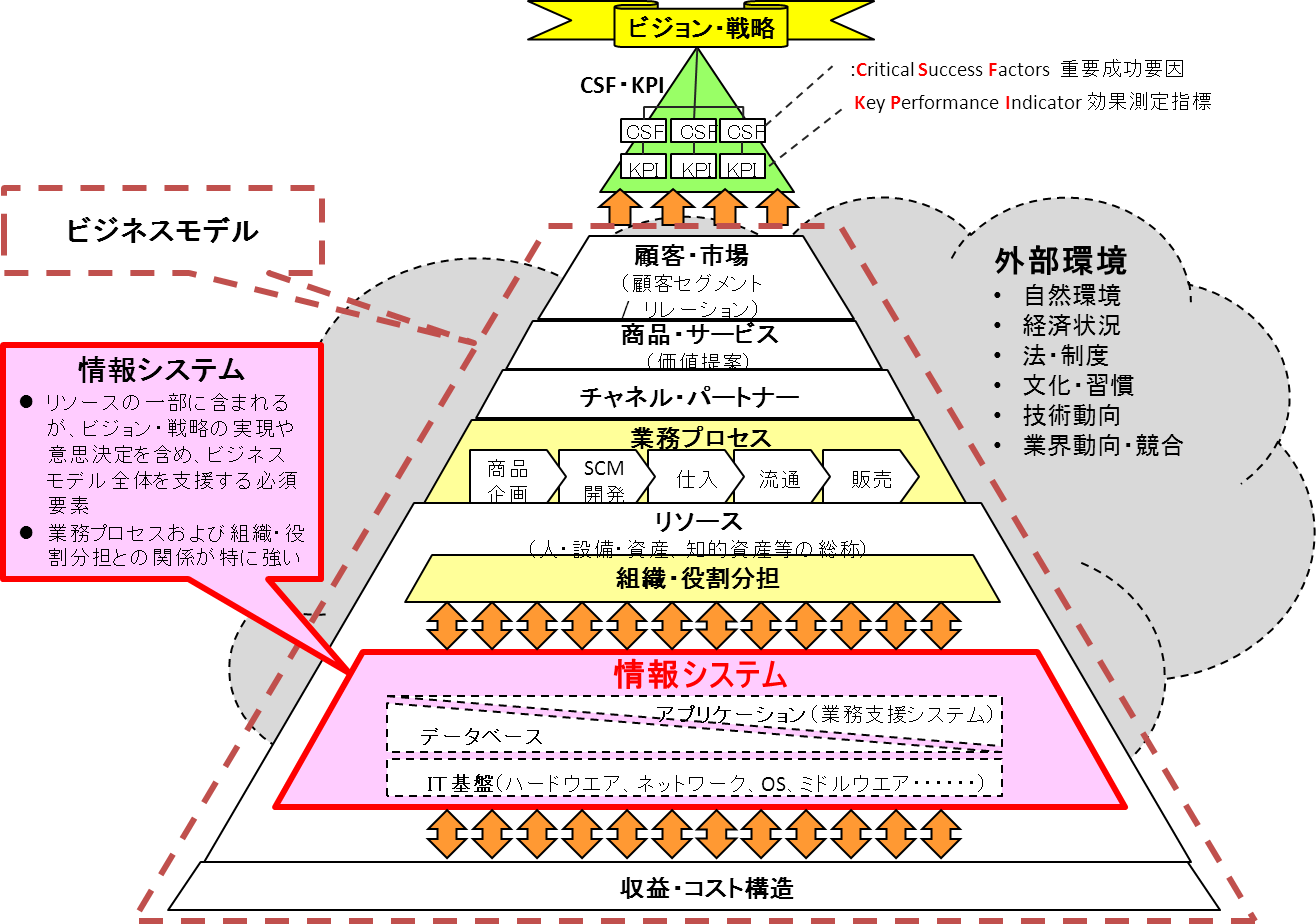 ビジョン・戦略
CSF・KPI
:Critical Success Factors 重要成功要因
Key Performance Indicator 効果測定指標
CSF CSF CSF
KPI KPI KPI
ビジネスモデル
顧客・市場
（顧客セグメント
/ リレーション）
商品・サービス
（価値提案）
チャネル・パートナー
業務プロセス
商品
企画
SCM
開発
仕入
流通
販売
リソース
（人・設備・資産、知的資産等の総称）
組織・役割分担
外部環境
• 自然環境
• 経済状況
• 法・制度
• 文化・習慣
• 技術動向
• 業界動向・競合
情報システム
● リソースの一部に含まれる
が、ビジョン・戦略の実現や
意思決定を含め、ビジネス
モデル全体を支援する必須
要素
● 業務プロセスおよび組織・役
割分担との関係が特に強い
情報システム
アプリケーション（業務支援システム）
データベース
IT基盤（ハードウエア、ネットワーク、OS、ミドルウエア・・・・・・）
収益・コスト構造